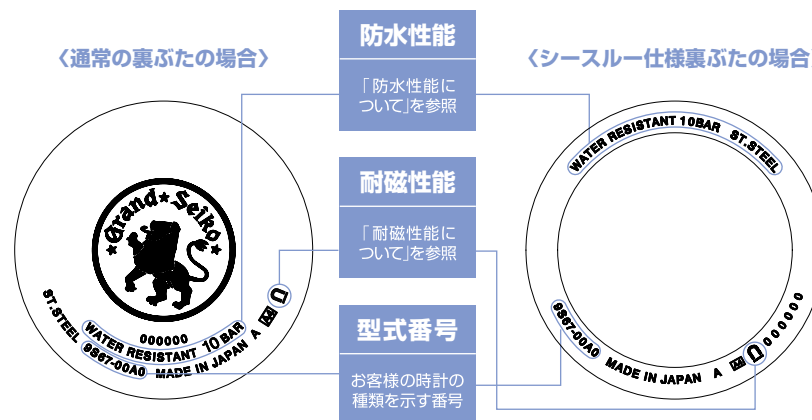 〈通常の裏ぶたの場合〉
防水性能
「防水性能に
ついて」を参照
耐磁性能
「耐磁性能に
ついて」を参照
型式番号
お客様の時計の
種類を示す番号
Grand Seiko
000000
WATER RESISTANT 10 BAR
ST.STEEL 9S67-00A0 MADE IN JAPAN A
〈シースルー仕様裏ぶたの場合
WATER RESISTANT 10BAR ST.STEEL
9S67-00A0 MADE IN JAPAN A
000000